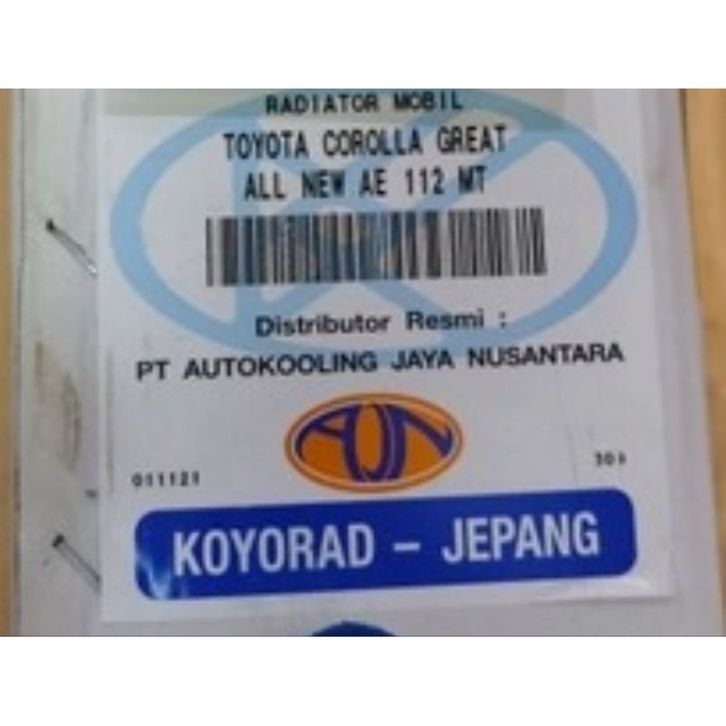 RADIATOR MOBIL
TOYOTA COROLLA GREAT
ALL NEW AE 112 MT
Distributor Resmi :
PT AUTOKOOLING JAYA NUSANTARA
AJN
011121
KOYORAD – JEPANG